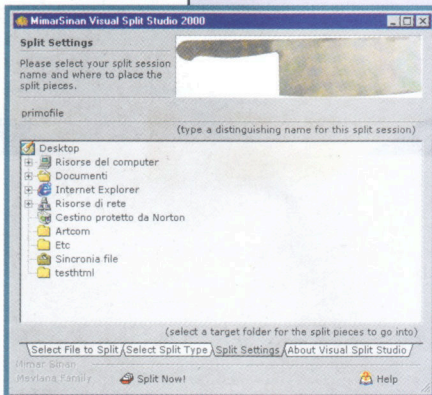 MimarSinan Visual Split Studio 2000
Split Settings
Please select your split session
name and where to place the
split pieces.
primofile
(type a distinguishing name for this split session)
Desktop
Risorse del computer
Documenti
Internet Explorer
Risorse di rete
Cestino protetto da Norton
Artcom
Etc
Sincronia file
testhtml
(select a target folder for the split pieces to go into)
Select File to Split Select Split Type Split Settings About Visual Split Studio
Mimar Sinan
Mevlana Family
Split Now!
Help